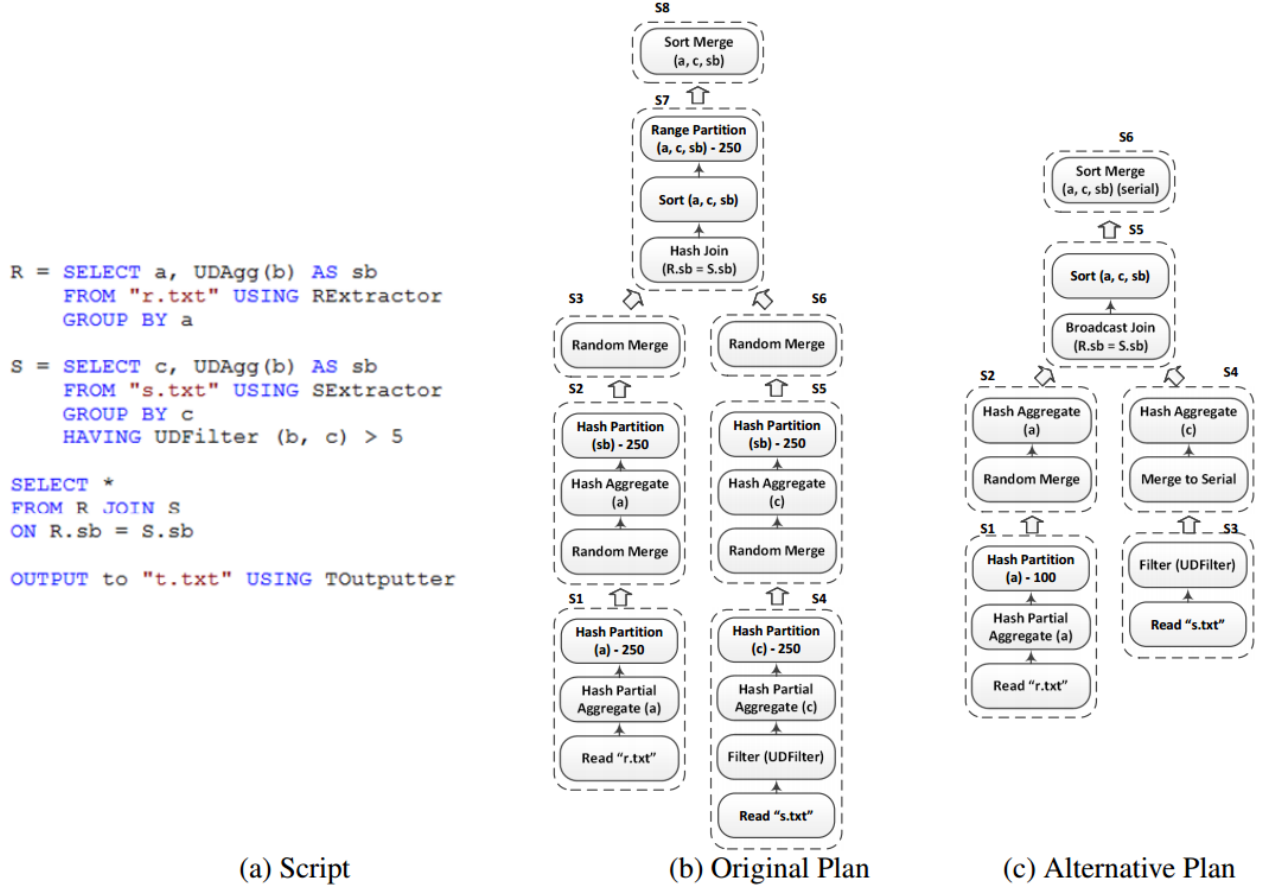 R = SELECT a, UDAgg(b) AS sb
FROM "r.txt" USING RExtractor
GROUP BY a
S = SELECT c, UDAgg(b) AS sb
FROM "s.txt" USING SExtractor
GROUP BY c
HAVING UDFilter (b, c) > 5
SELECT *
FROM R JOIN S
ON R.sb = S.sb
OUTPUT to "t.txt" USING TOutputter
(a) Script
S8
Sort Merge
(a, c, sb)
S7
Range Partition
(a, c, sb) - 250
Sort (a, c, sb)
Hash Join
(R.sb = S.sb)
S3
Random Merge
S2
Hash Partition
(sb) - 250
Hash Aggregate
(a)
Random Merge
S1
Hash Partition
(a) - 250
Hash Partial
Aggregate (a)
Read “r.txt”
S6
Random Merge
S5
Hash Partition
(sb) - 250
Hash Aggregate
(c)
Random Merge
S4
Hash Partition
(c) - 250
Hash Partial
Aggregate (c)
Filter (UDFilter)
Read “s.txt”
(b) Original Plan
S6
Sort Merge
(a, c, sb) (serial)
S5
Sort (a, c, sb)
Broadcast Join
(R.sb = S.sb)
S2
Hash Aggregate
(a)
Random Merge
S1
Hash Partition
(a) - 100
Hash Partial
Aggregate (a)
Read “r.txt”
S4
Hash Aggregate
(c)
Merge to Serial
S3
Filter (UDFilter)
Read “s.txt”
(c) Alternative Plan